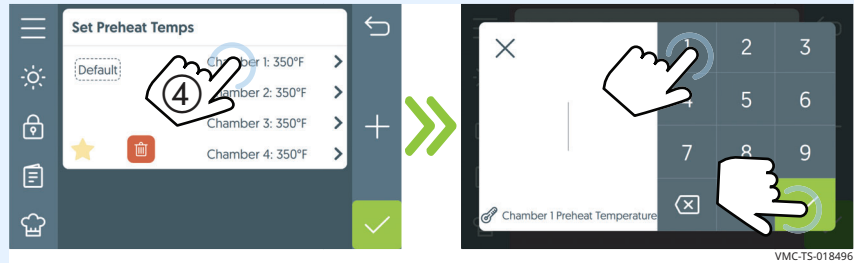 Set Preheat Temps
Default
Chamber 1: 350°F
④
Chamber 2: 350°F
Chamber 3: 350°F
Chamber 4: 350°F
1 2 3
4 5 6
7 8 9
Chamber 1 Preheat Temperature
VMC-TS-018496